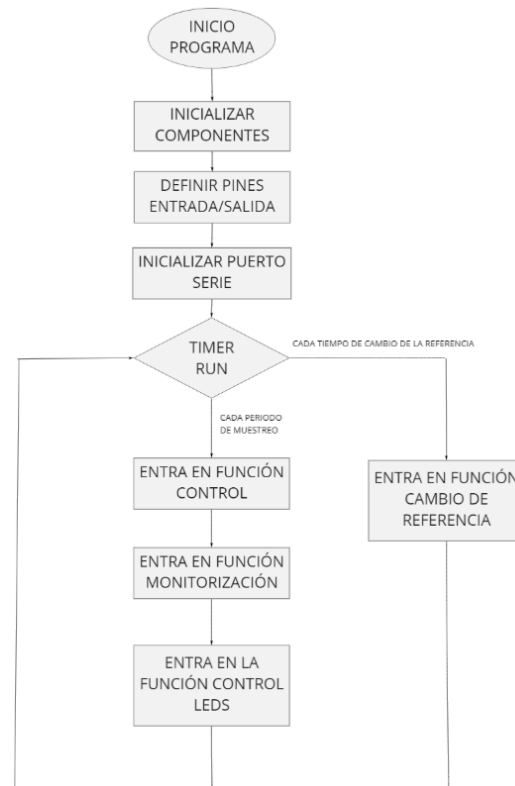 INICIO
PROGRAMA
INICIALIZAR
COMPONENTES
DEFINIR PINES
ENTRADA/SALIDA
INICIALIZAR PUERTO
SERIE
TIMER
RUN
CADA TIEMPO DE CAMBIO DE LA REFERENCIA
CADA PERIODO
DE MUESTREO
ENTRA EN FUNCIÓN
CONTROL
ENTRA EN FUNCIÓN
CAMBIO DE
REFERENCIA
ENTRA EN FUNCIÓN
MONITORIZACIÓN
ENTRA EN LA
FUNCIÓN CONTROL
LEDS